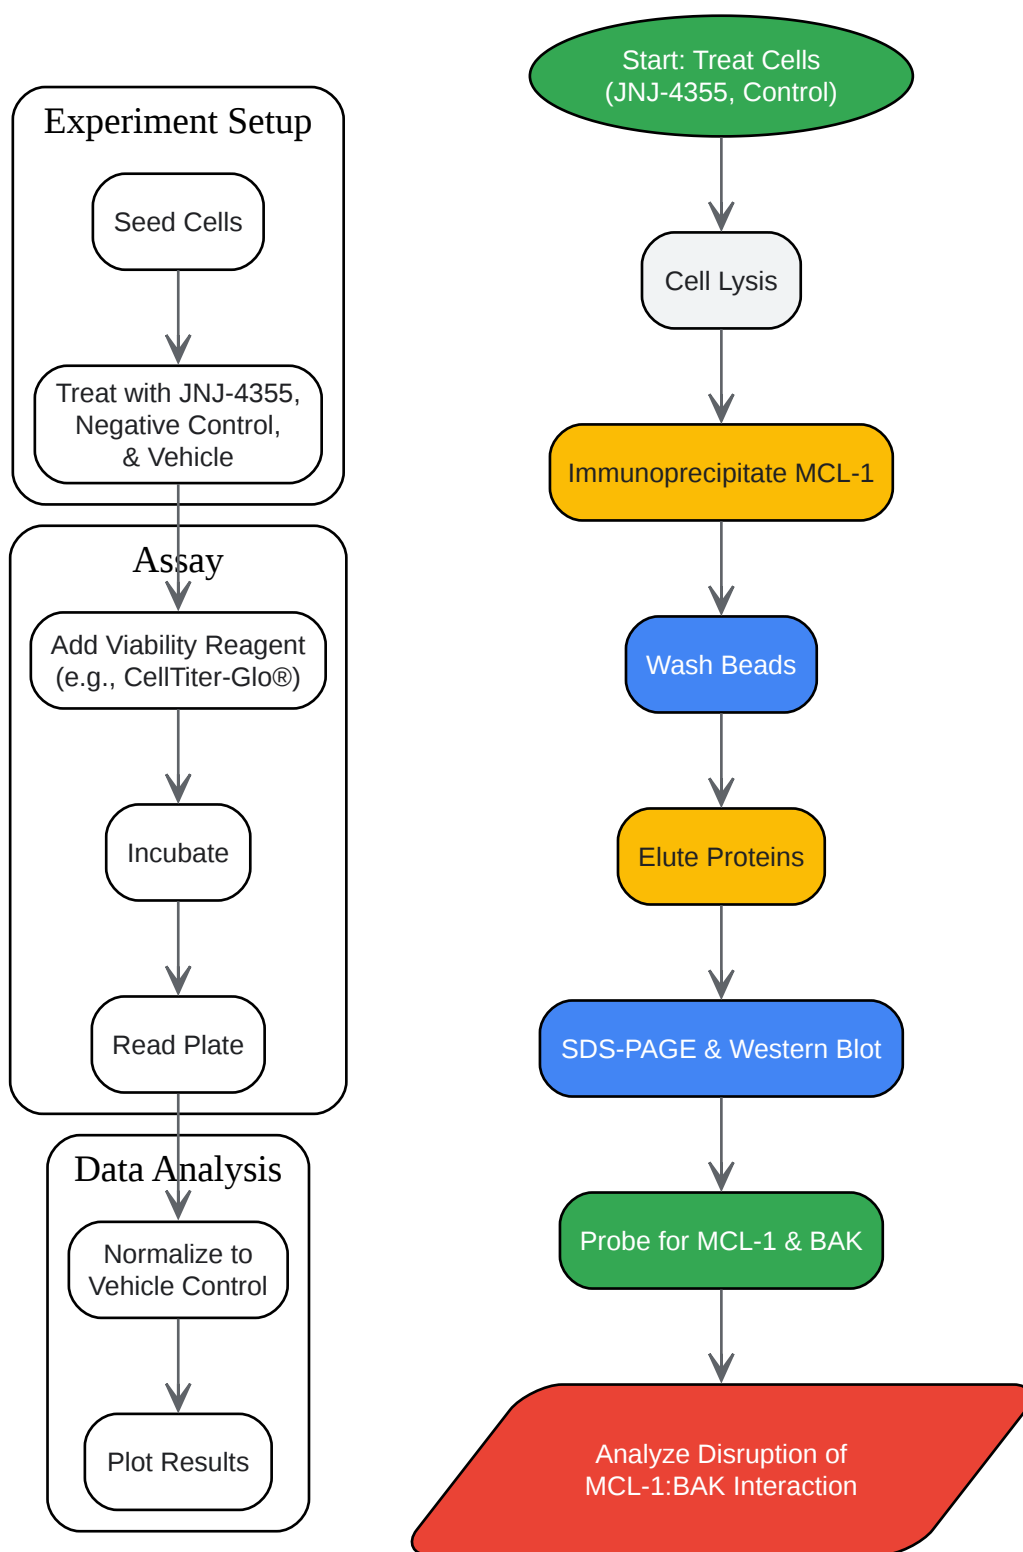 Experiment Setup
Seed Cells
Treat with JNJ-4355,
Negative Control,
& Vehicle
Assay
Add Viability Reagent
(e.g., CellTiter-Glo®)
Incubate
Read Plate
Data Analysis
Normalize to
Vehicle Control
Plot Results
Start: Treat Cells
(JNJ-4355, Control)
Cell Lysis
Immunoprecipitate MCL-1
Wash Beads
Elute Proteins
SDS-PAGE & Western Blot
Probe for MCL-1 & BAK
Analyze Disruption of
MCL-1:BAK Interaction